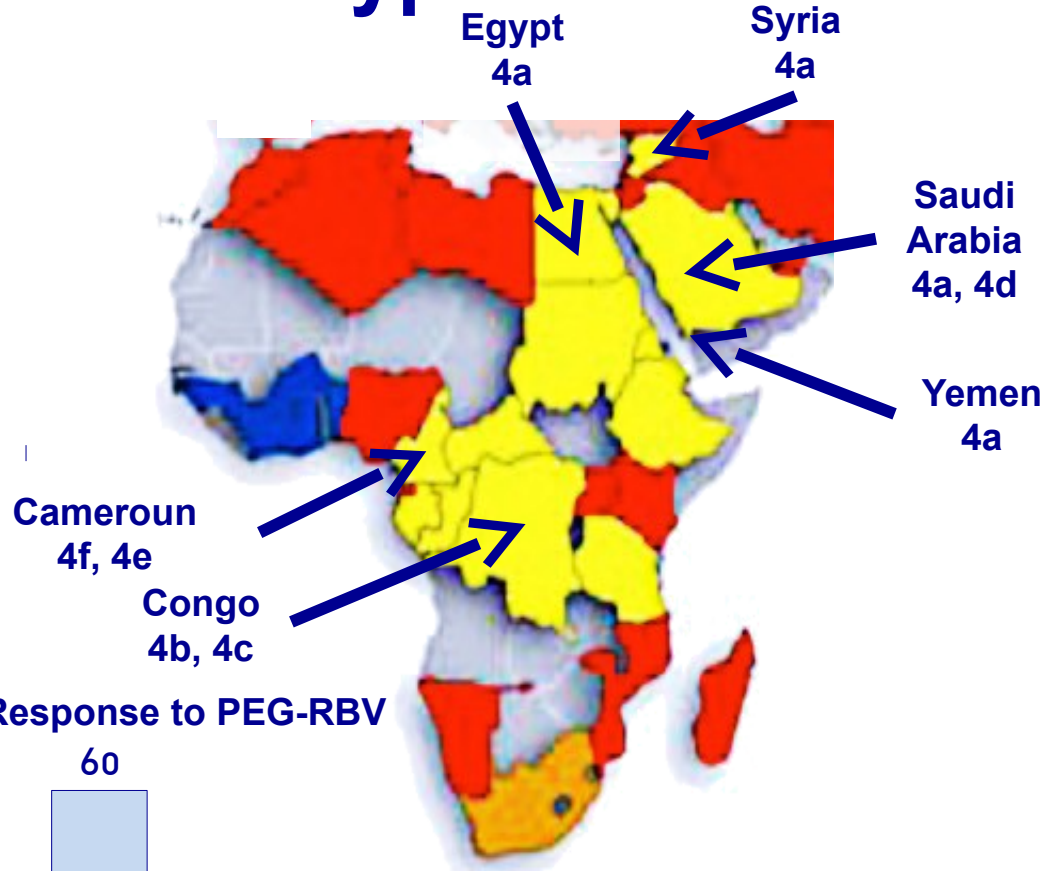 Egypt
4a
Syria
4a
Saudi
Arabia
4a, 4d
Yemen
4a
Cameroun
4f, 4e
Congo
4b, 4c
Response to PEG-RBV
60